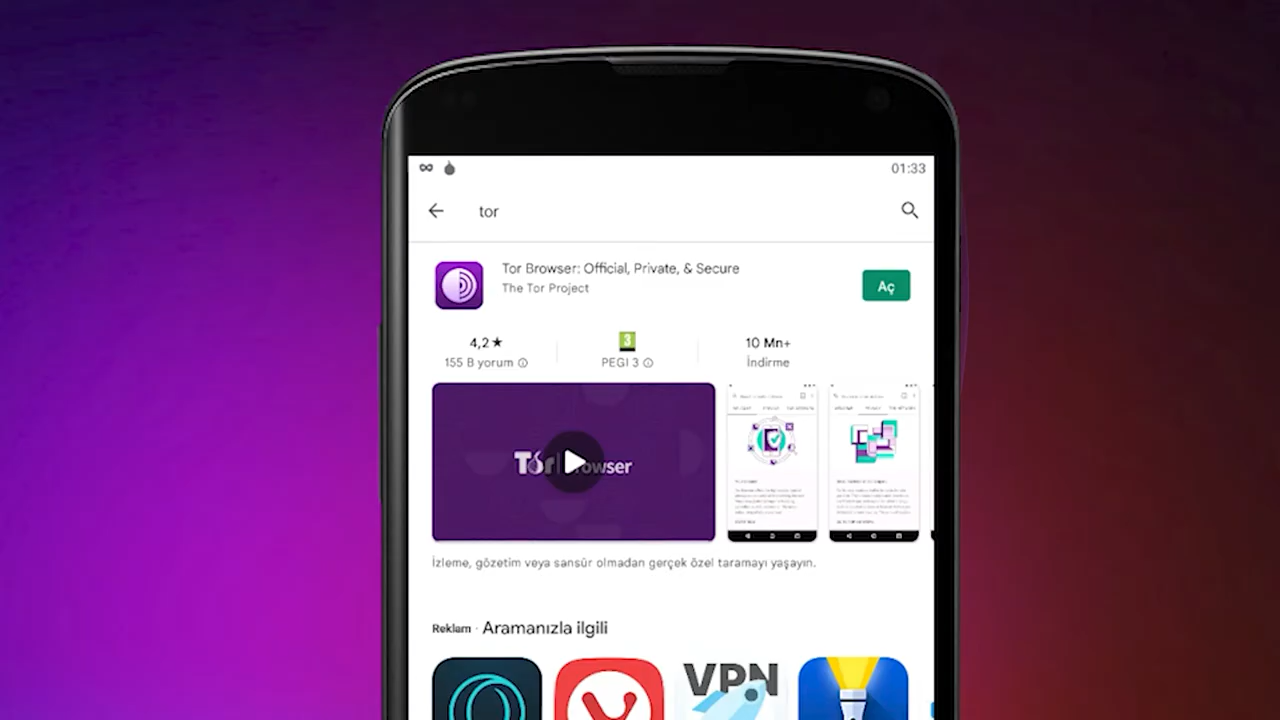 01:33
tor
Tor Browser: Official, Private, & Secure
The Tor Project
Aç
4,2★
155 B yorum
3
PEGI 3
10 Mn+
İndirme
Tor Browser
İzleme, gözetim veya sansür olmadan gerçek özel taramayı yaşayın.
Reklam · Aramanızla ilgili
VPN